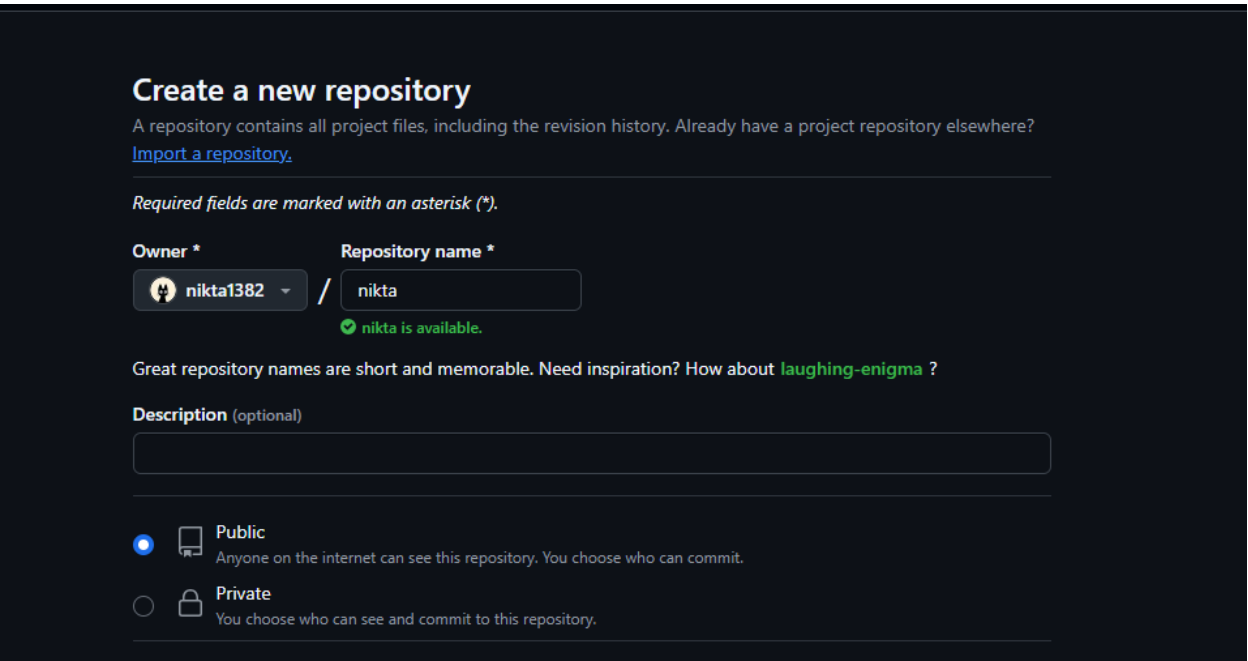 Create a new repository
A repository contains all project files, including the revision history. Already have a project repository elsewhere?
Import a repository.
Required fields are marked with an asterisk (*).
Owner * Repository name *
nikta1382 / nikta
nikta is available.
Great repository names are short and memorable. Need inspiration? How about laughing-enigma ?
Description (optional)
Public
Anyone on the internet can see this repository. You choose who can commit.
Private
You choose who can see and commit to this repository.